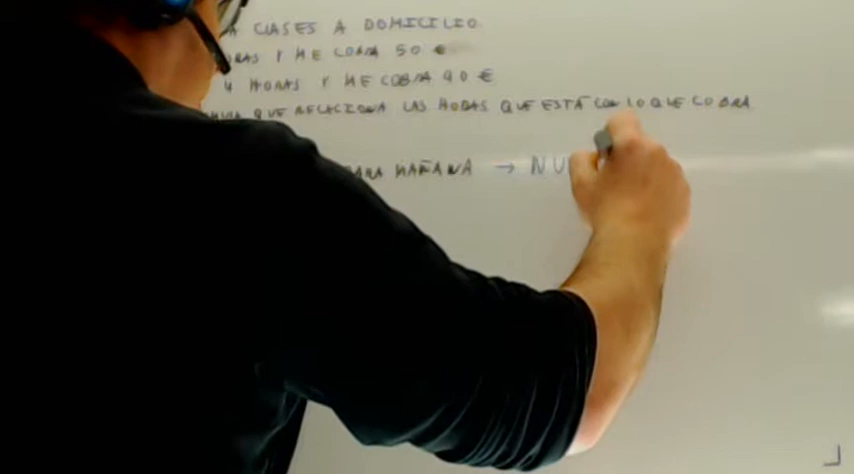 A CLASES A DOMICILIO
ORAS Y ME COBRA 50 €
4 HORAS Y ME COBRA 90 €
QUE RELACIONA LAS HORAS QUE ESTÁ CON LO QUE COBRA
PARA MAÑANA → NU